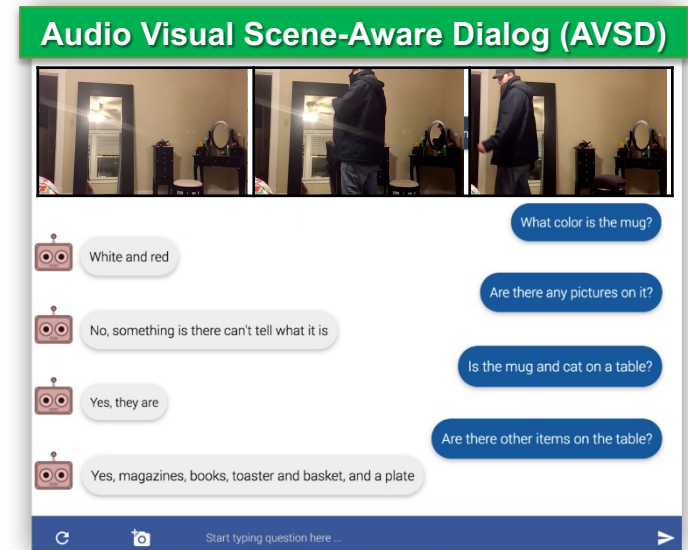 Audio Visual Scene-Aware Dialog (AVSD)
What color is the mug?
White and red
Are there any pictures on it?
No, something is there can't tell what it is
Is the mug and cat on a table?
Yes, they are
Are there other items on the table?
Yes, magazines, books, toaster and basket, and a plate
Start typing question here ...